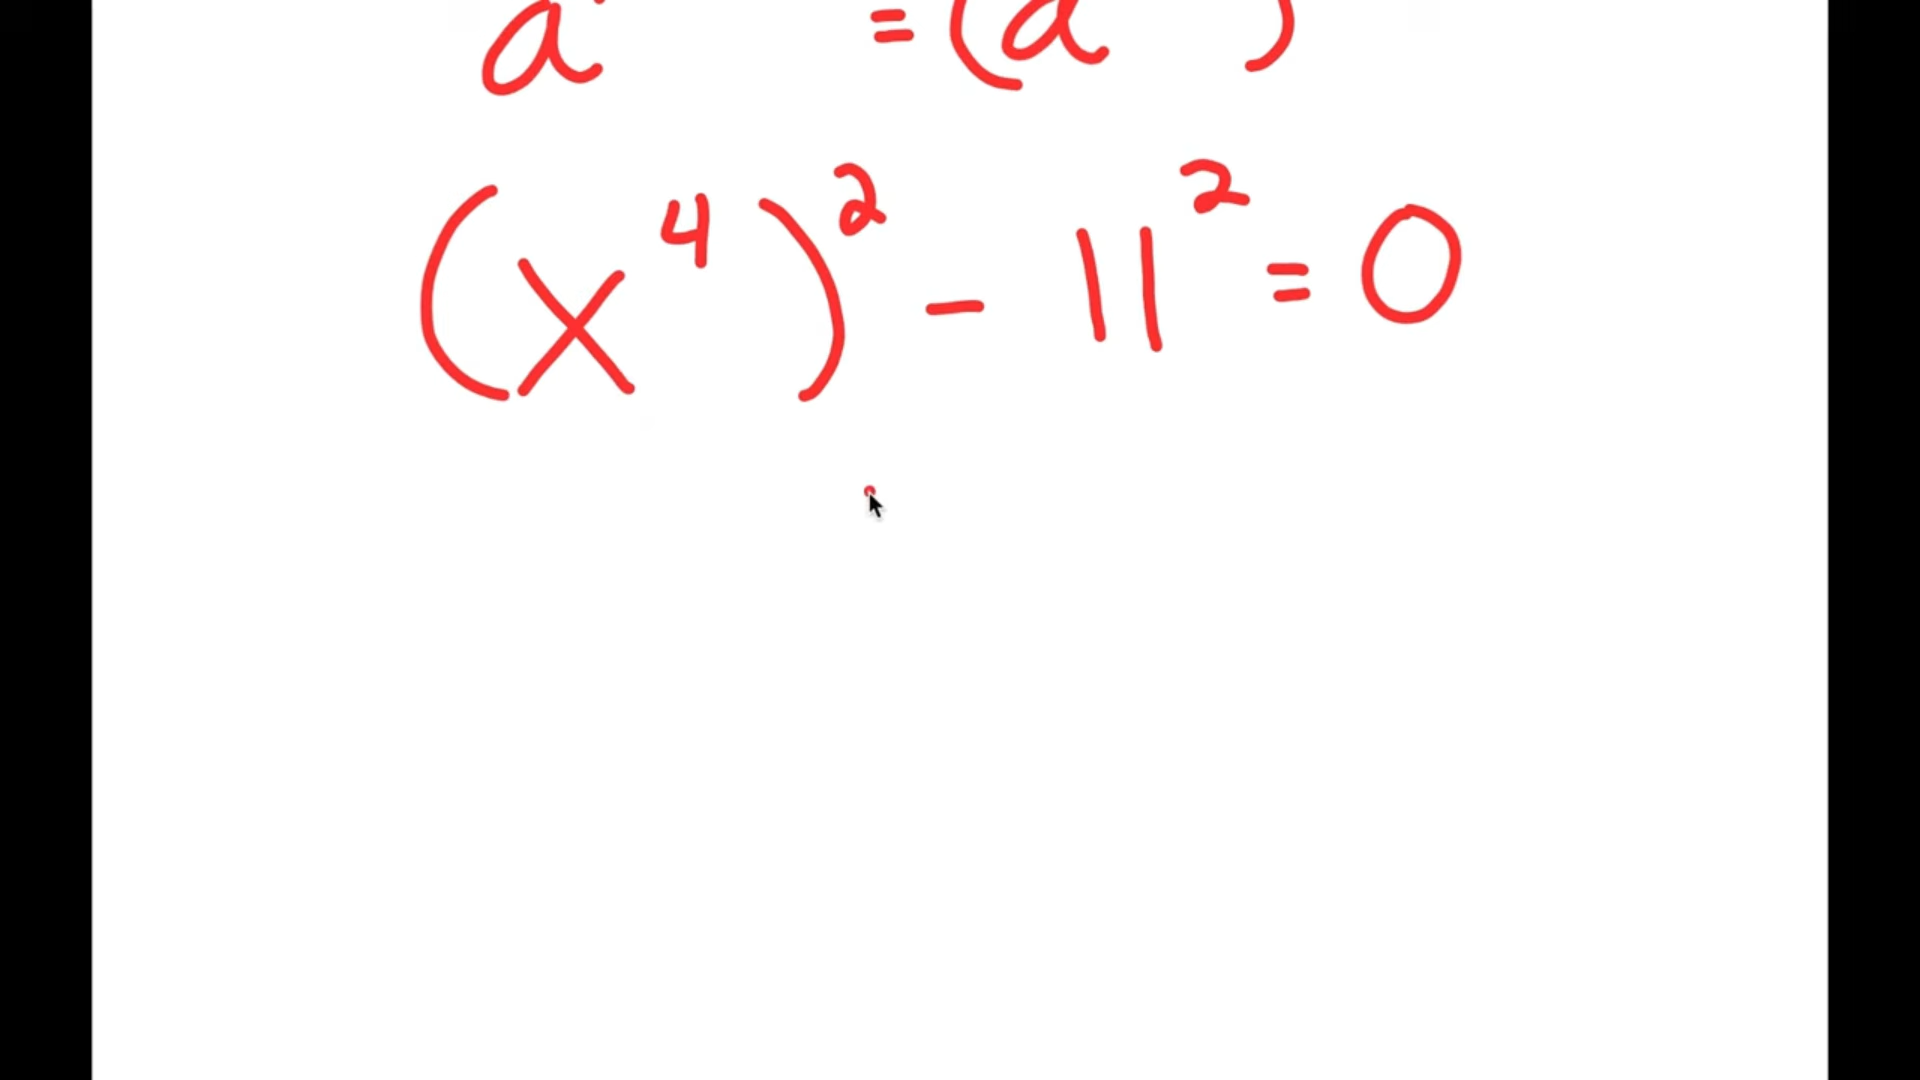 a = (a )
(x⁴)² - 11² = 0